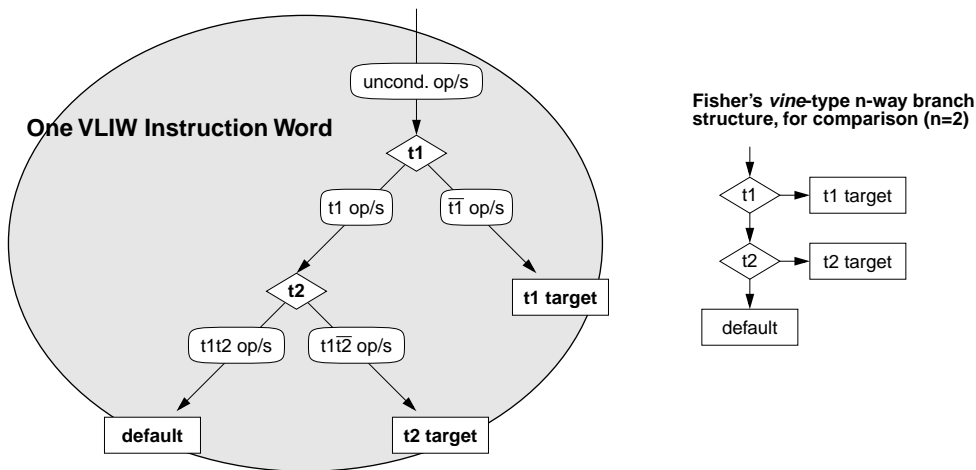 uncond. op/s
One VLIW Instruction Word
t1
t1 op/s
t̅1̅ op/s
t2
t1 target
t1t2 op/s
t1t̅2̅ op/s
default
t2 target
Fisher's vine-type n-way branch
structure, for comparison (n=2)
t1
t1 target
t2
t2 target
default